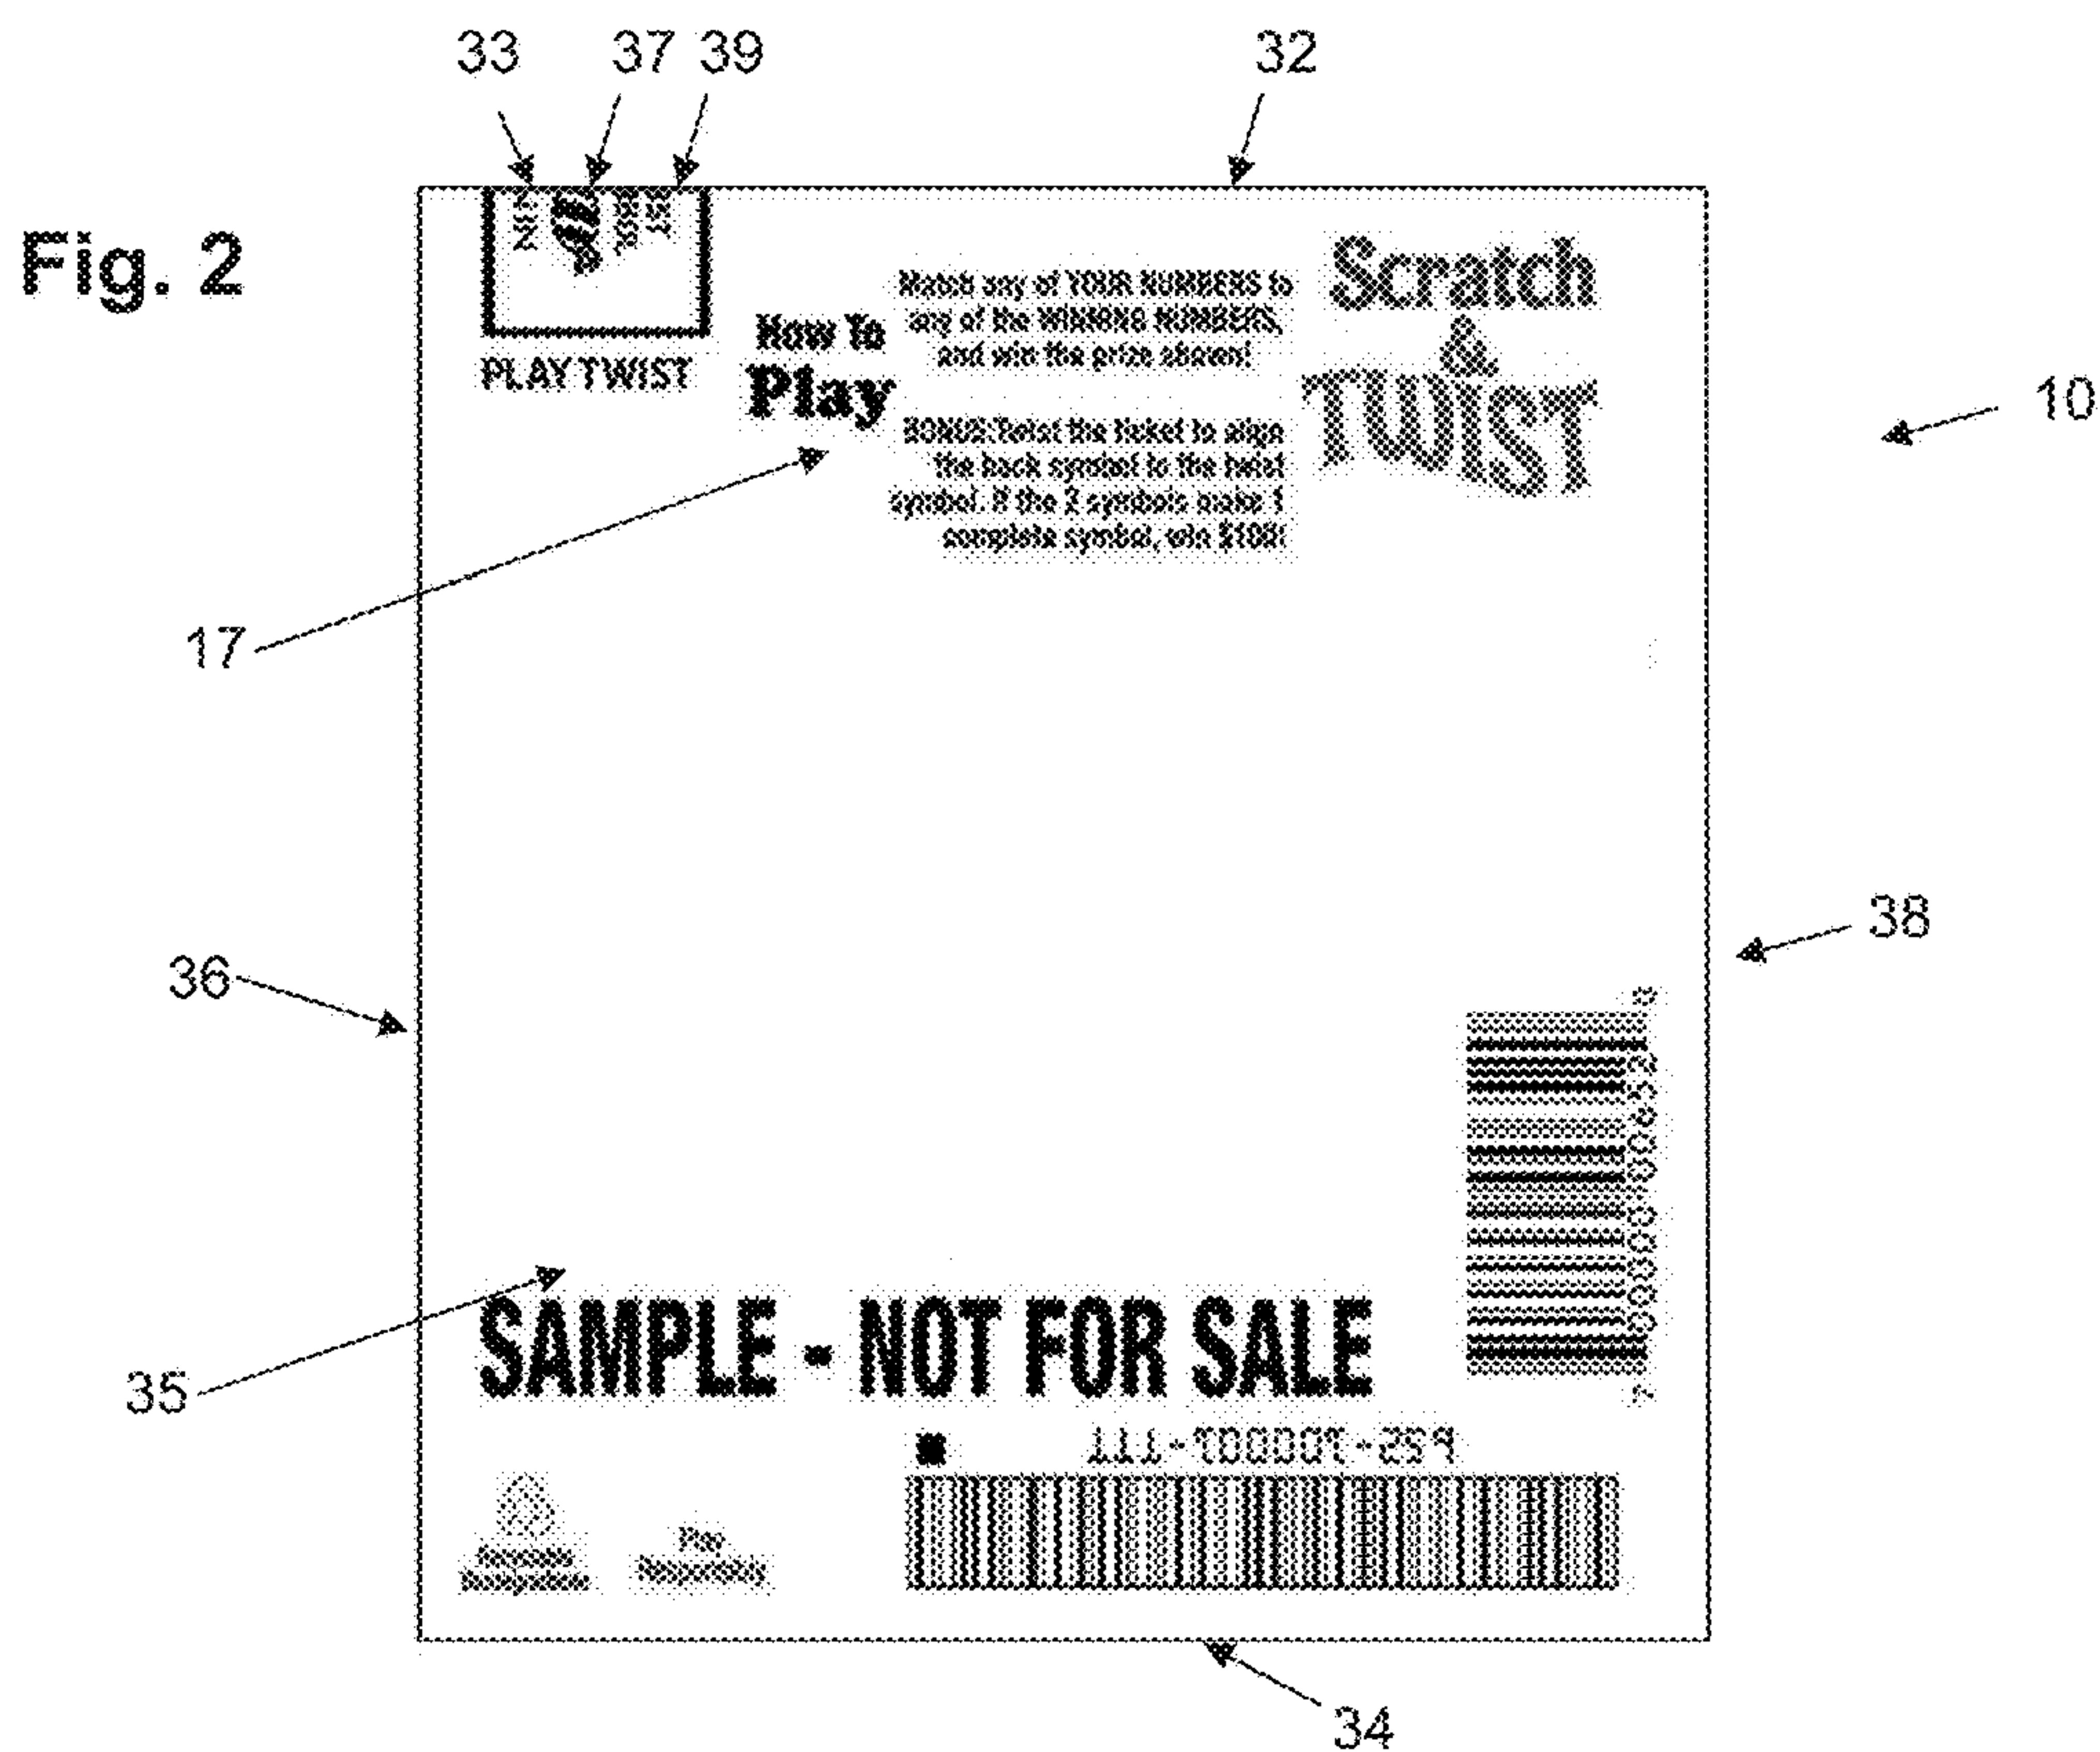 33 37 39 32
Fig. 2
PLAY TWIST
How To
Play
Match any of YOUR NUMBERS to
any of the WINNING NUMBERS,
and win the prize shown!
BONUS: Twist the ticket to align
the back symbol to the twist
symbol. If the 2 symbols make 1
complete symbol, win $100!
Scratch
&
TWIST
10
17
38
36
35
SAMPLE - NOT FOR SALE
Play
Responsibly
34